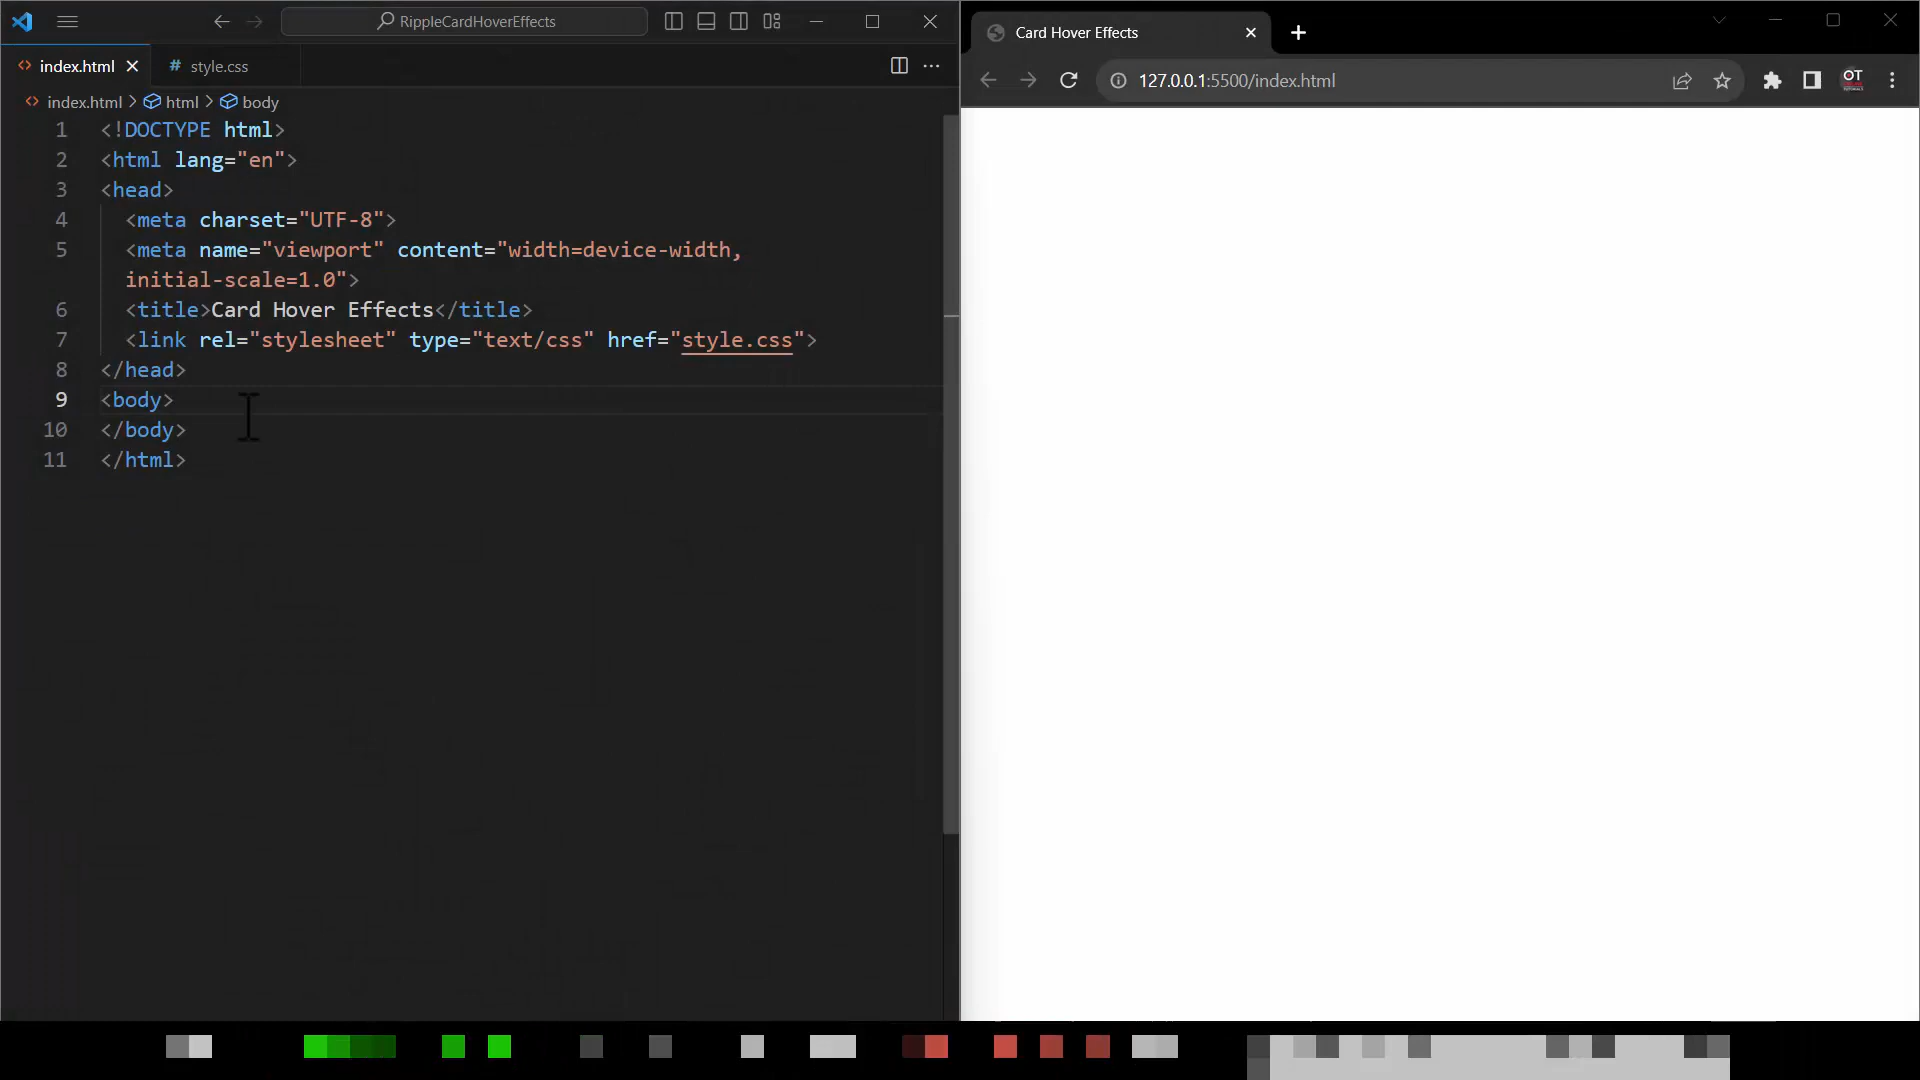 RippleCardHoverEffects
index.html
# style.css
index.html > html > body
1 <!DOCTYPE html>
2 <html lang="en">
3 <head>
4 <meta charset="UTF-8">
5 <meta name="viewport" content="width=device-width,
initial-scale=1.0">
6 <title>Card Hover Effects</title>
7 <link rel="stylesheet" type="text/css" href="style.css">
8 </head>
9 <body>
10 </body>
11 </html>
Card Hover Effects
127.0.0.1:5500/index.html
OT